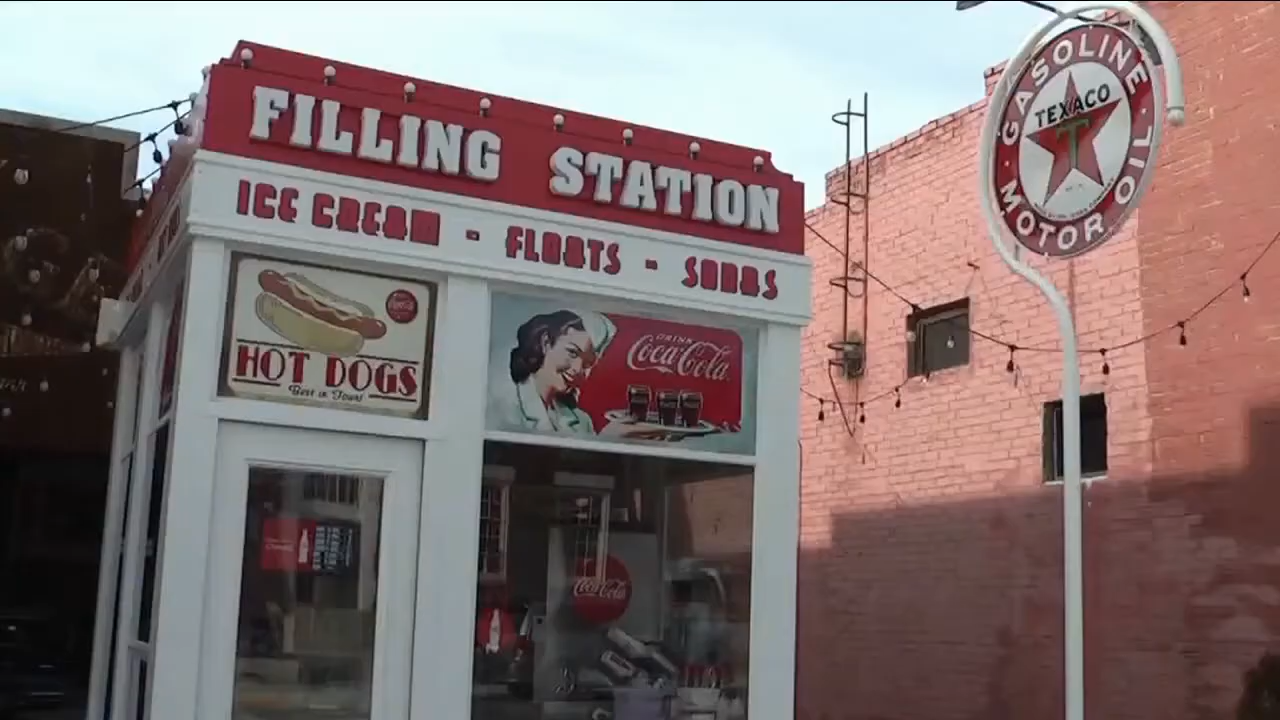 FILLING STATION
ICE CREAM - FLOATS - SODAS
HOT DOGS
Best in Town!
DRINK
Coca-Cola
Coca-Cola
GASOLINE
TEXACO
T
MOTOR OIL